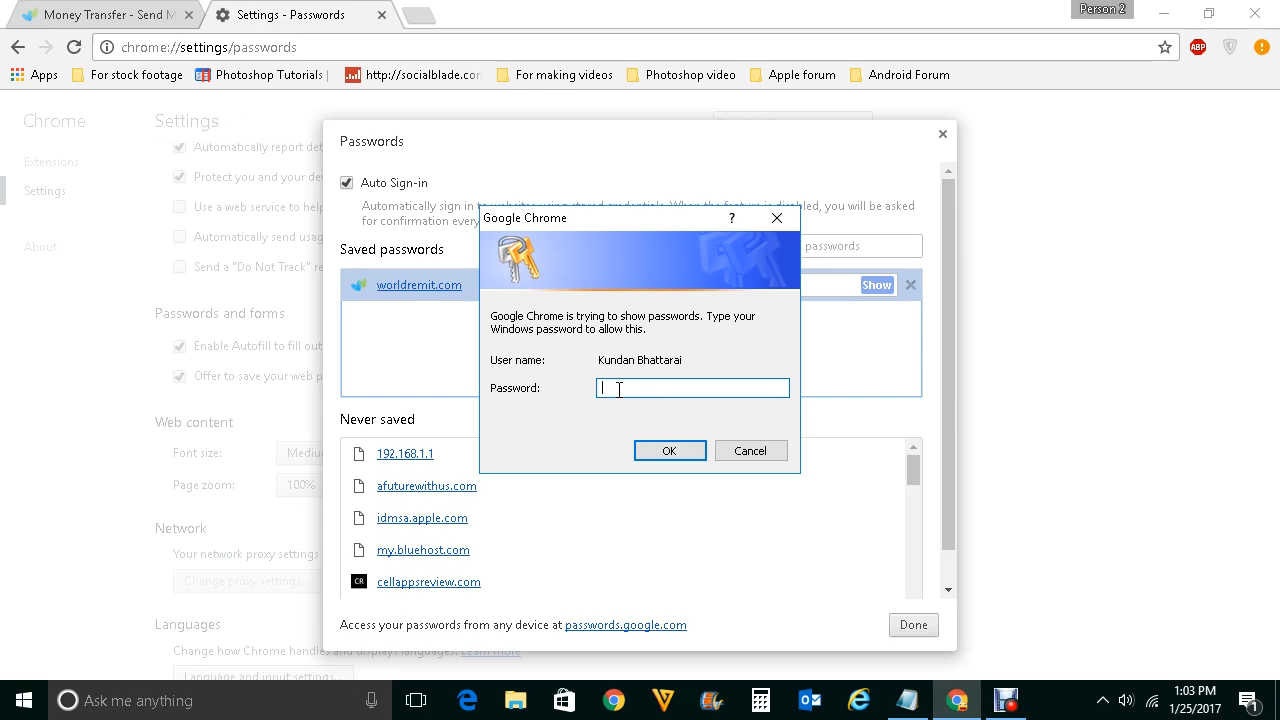 Money Transfer - Send M
Settings - Passwords
Person 2
chrome://settings/passwords
ABP
Apps
For stock footage
Photoshop Tutorials |
http://socialblade.con
For making videos
Photoshop video
Apple forum
Android Forum
Chrome
Settings
Extensions
Settings
About
Automatically report det
Protect you and your dev
Use a web service to help
Automatically send usag
Send a "Do Not Track" re
Passwords and forms
Enable Autofill to fill out
Offer to save your web p
Web content
Font size:
Medium
Page zoom:
100%
Network
Your network proxy settings
Change proxy settings...
Languages
Change how Chrome handles and displays languages. Learn more
Language and input settings...
Passwords
Auto Sign-in
Automatically sign in to websites using stored credentials. When the feature is disabled, you will be asked
for confirmation every
Saved passwords
passwords
worldremit.com
Show
Google Chrome
?
Google Chrome is trying to show passwords. Type your
Windows password to allow this.
User name:
Kundan Bhattarai
Password:
OK
Cancel
Never saved
192.168.1.1
afuturewithus.com
idmsa.apple.com
my.bluehost.com
CR
cellappsreview.com
Access your passwords from any device at passwords.google.com
Done
Ask me anything
1:03 PM
1/25/2017
1